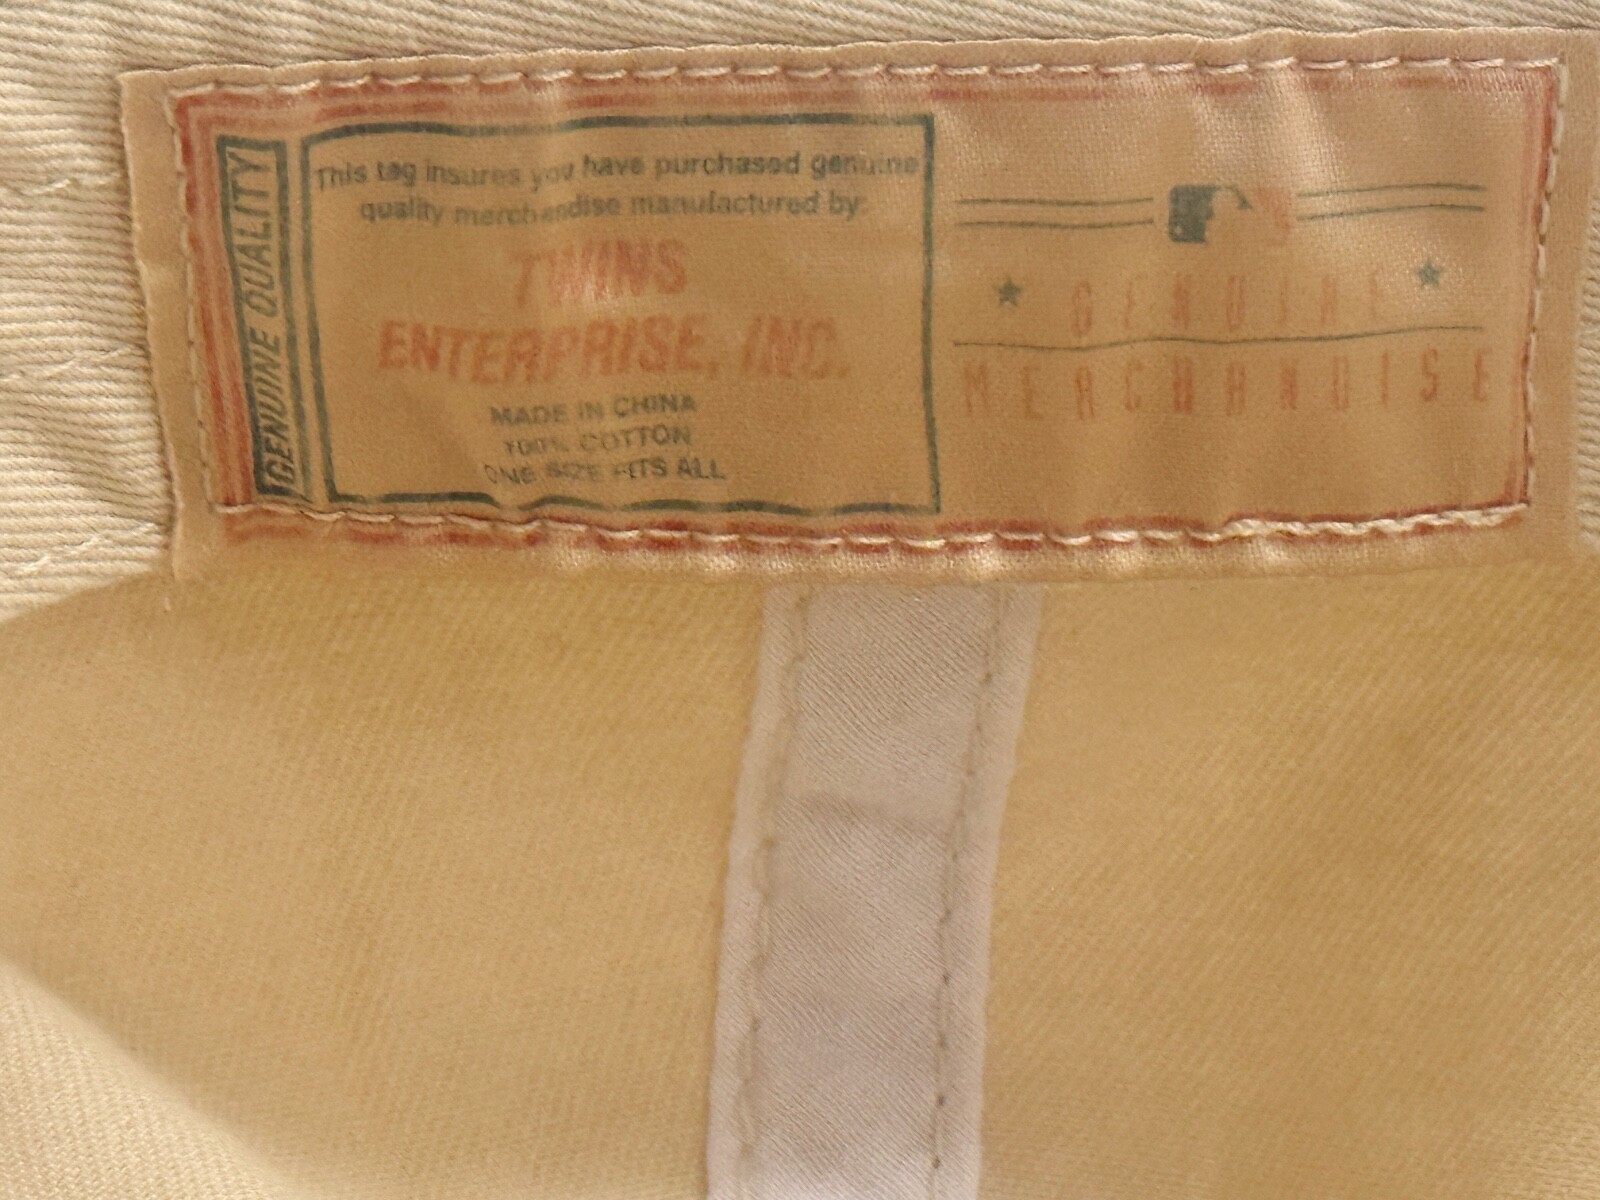 GENUINE QUALITY
This tag insures you have purchased genuine
quality merchandise manufactured by:
TWINS
ENTERPRISE, INC.
MADE IN CHINA
100% COTTON
ONE SIZE FITS ALL
GENUINE
MERCHANDISE